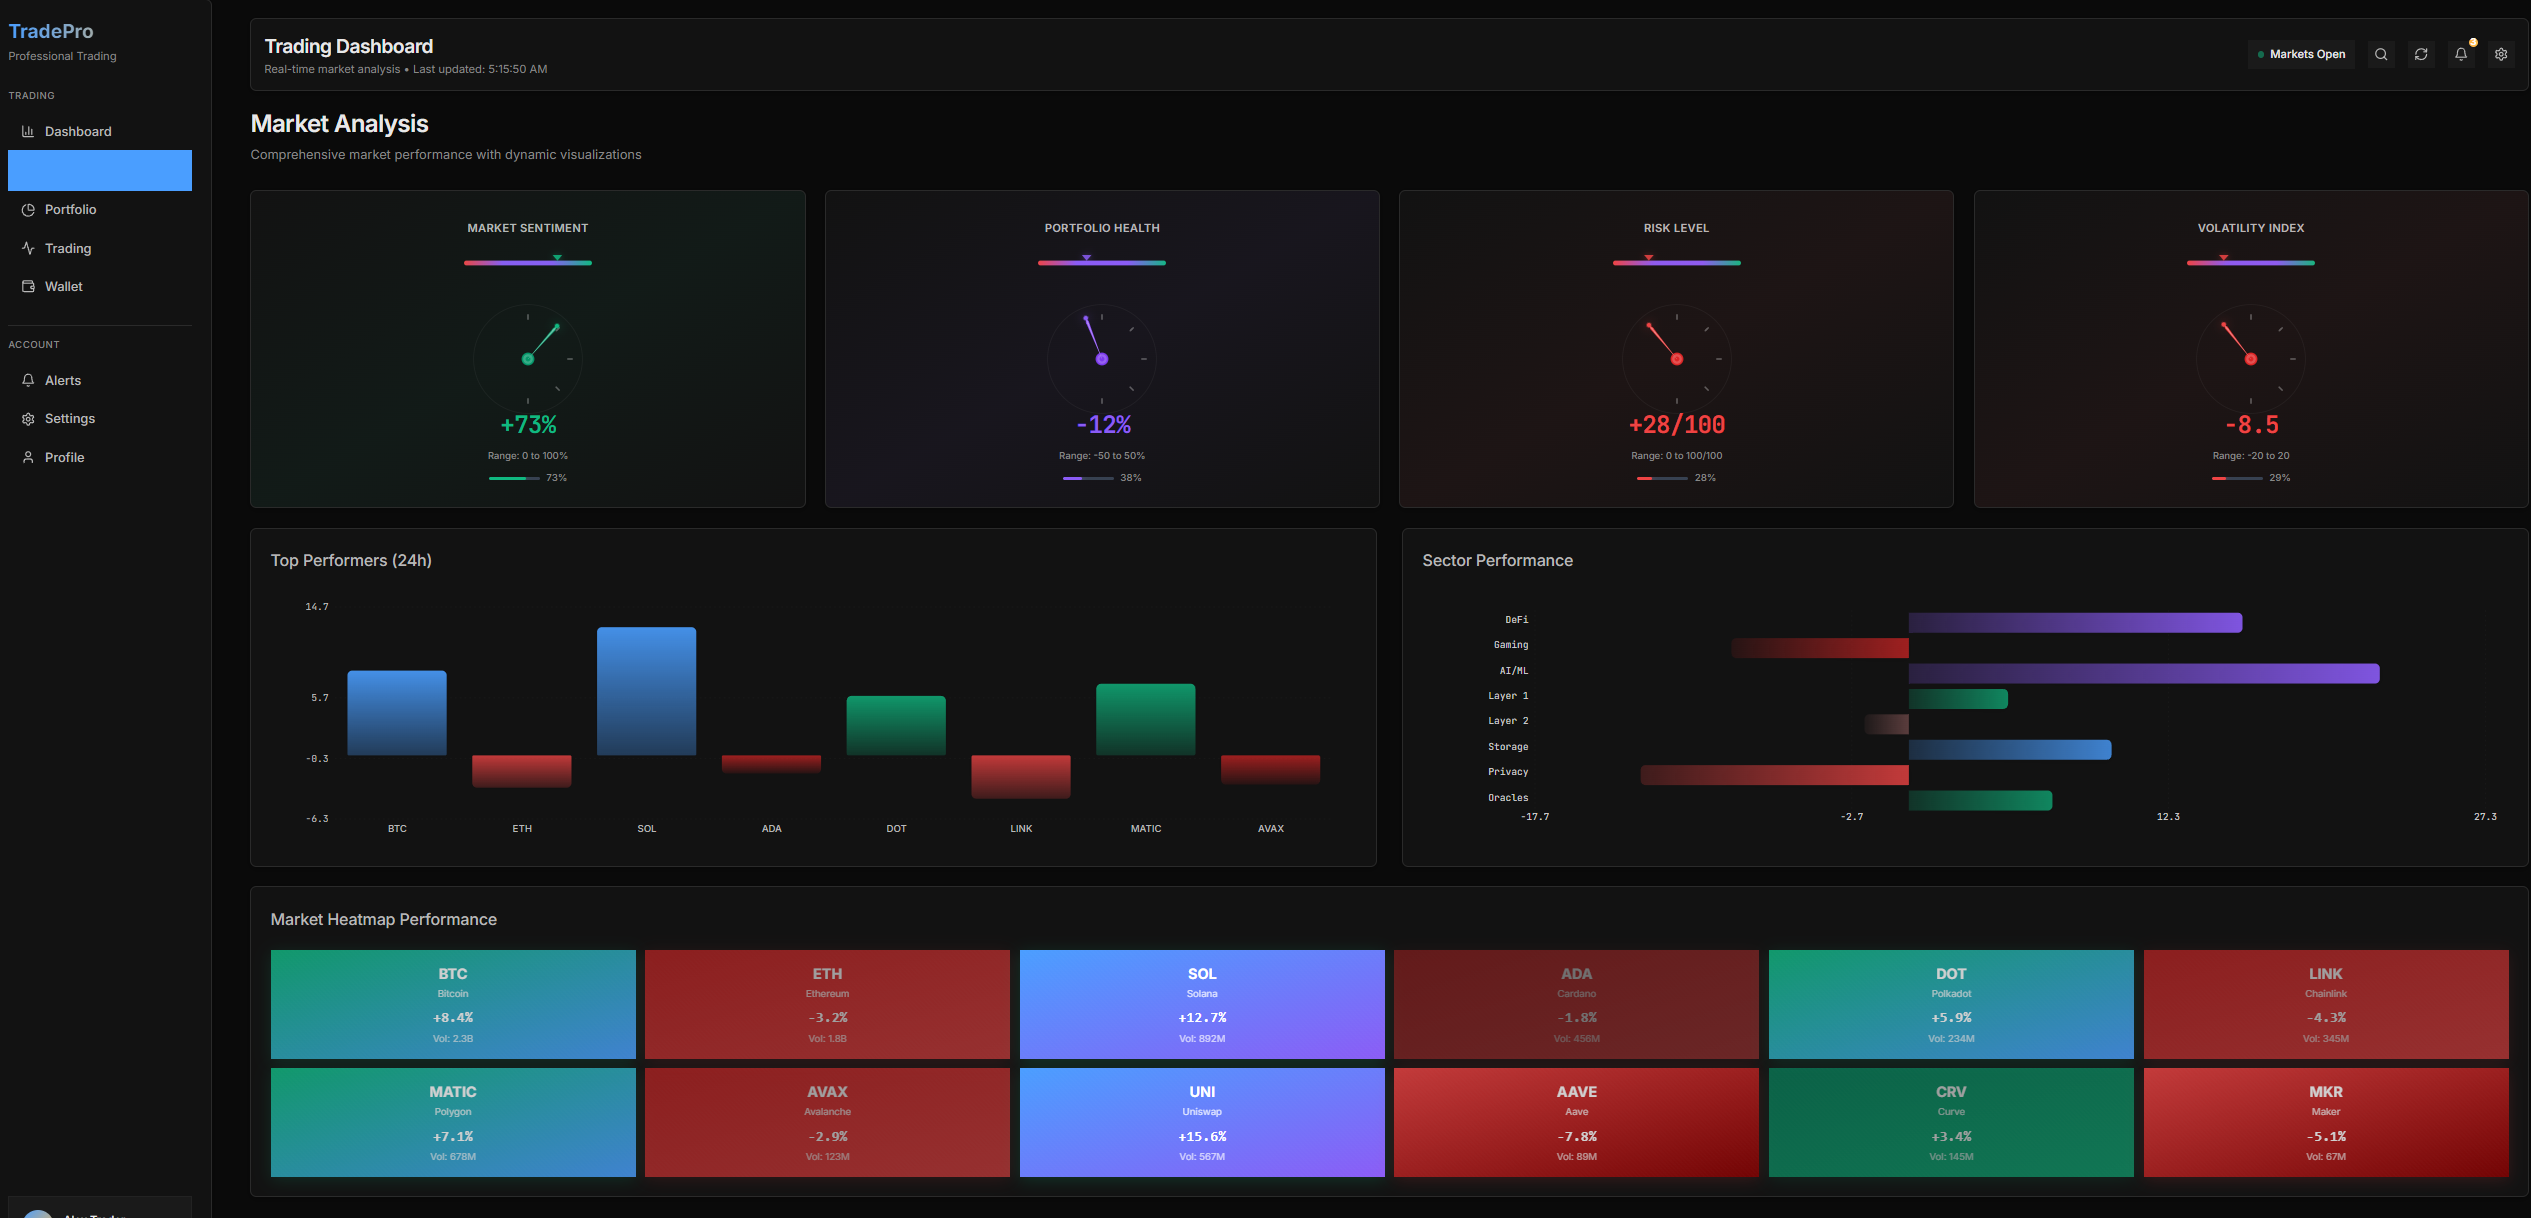 TradePro
Professional Trading
TRADING
Dashboard
Portfolio
Trading
Wallet
ACCOUNT
Alerts
Settings
Profile
Trading Dashboard
Real-time market analysis • Last updated: 5:15:50 AM
Markets Open
3
Market Analysis
Comprehensive market performance with dynamic visualizations
MARKET SENTIMENT
+73%
Range: 0 to 100%
73%
PORTFOLIO HEALTH
-12%
Range: -50 to 50%
38%
RISK LEVEL
+28/100
Range: 0 to 100/100
28%
VOLATILITY INDEX
-8.5
Range: -20 to 20
29%
Top Performers (24h)
14.7
5.7
-0.3
-6.3
BTC
ETH
SOL
ADA
DOT
LINK
MATIC
AVAX
Sector Performance
DeFi
Gaming
AI/ML
Layer 1
Layer 2
Storage
Privacy
Oracles
-17.7
-2.7
12.3
27.3
Market Heatmap Performance
BTC
Bitcoin
+8.4%
Vol: 2.3B
ETH
Ethereum
-3.2%
Vol: 1.8B
SOL
Solana
+12.7%
Vol: 892M
ADA
Cardano
-1.8%
Vol: 456M
DOT
Polkadot
+5.9%
Vol: 234M
LINK
Chainlink
-4.3%
Vol: 345M
MATIC
Polygon
+7.1%
Vol: 678M
AVAX
Avalanche
-2.9%
Vol: 123M
UNI
Uniswap
+15.6%
Vol: 567M
AAVE
Aave
-7.8%
Vol: 89M
CRV
Curve
+3.4%
Vol: 145M
MKR
Maker
-5.1%
Vol: 67M